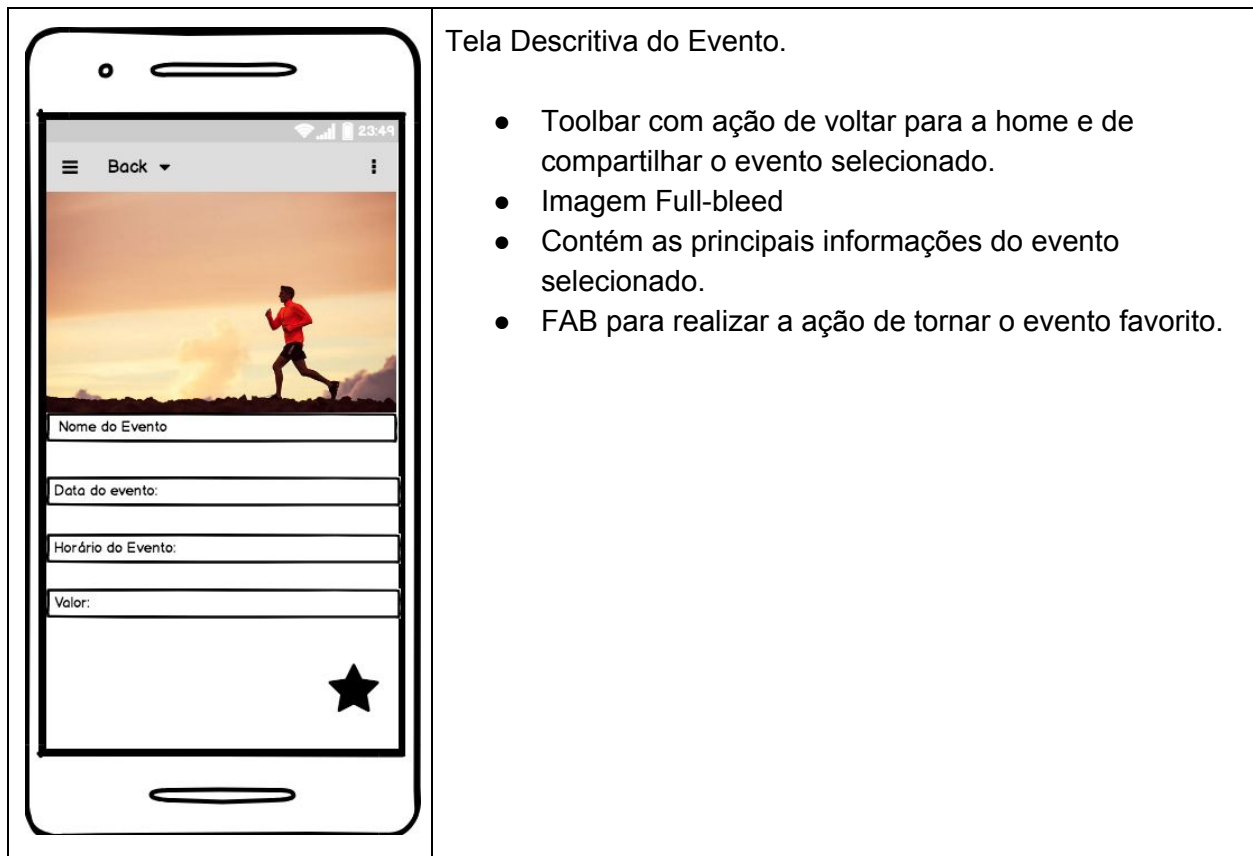 23:49
Back
Nome do Evento
Data do evento:
Horário do Evento:
Valor:
Tela Descritiva do Evento.
● Toolbar com ação de voltar para a home e de
compartilhar o evento selecionado.
● Imagem Full-bleed
● Contém as principais informações do evento
selecionado.
● FAB para realizar a ação de tornar o evento favorito.